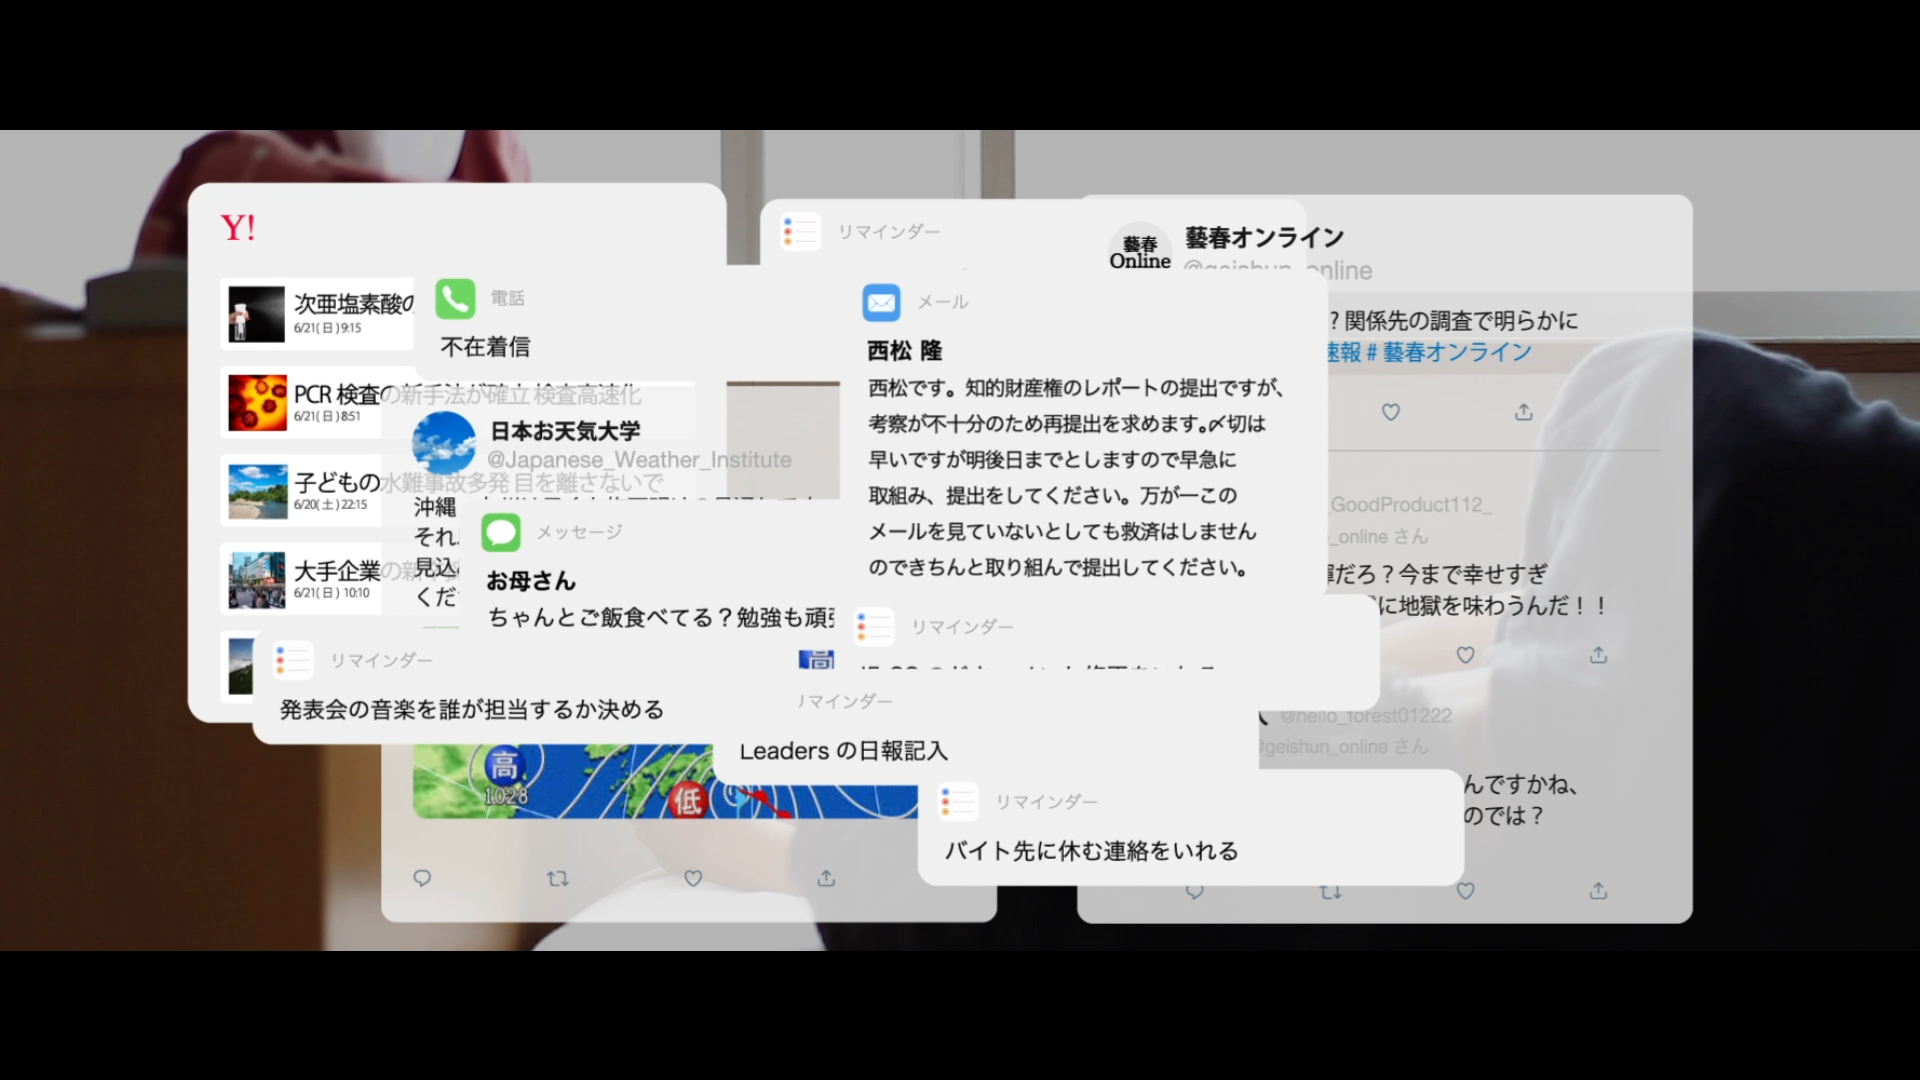 Y!
次亜塩素酸の
6/21(日)9:15
PCR 検査の新手法が確立 検査高速化
6/21(日)8:51
子どもの水難事故多発 目を離さないで
6/20(土)22:15
大手企業の新
6/21(日) 10:10
電話
不在着信
日本お天気大学
@Japanese_Weather_Institute
沖縄
それ
見込
くだ
メッセージ
お母さん
ちゃんとご飯食べてる？勉強も頑張
リマインダー
発表会の音楽を誰が担当するか決める
高
1028
低
高
リマインダー
メール
西松 隆
西松です。知的財産権のレポートの提出ですが、
考察が不十分のため再提出を求めます。〆切は
早いですが明後日までとしますので早急に
取組み、提出をしてください。万が一この
メールを見ていないとしても救済はしません
のできちんと取り組んで提出してください。
リマインダー
リマインダー
Leaders の日報記入
リマインダー
バイト先に休む連絡をいれる
藝春
Online
藝春オンライン
@geishun_online
？関係先の調査で明らかに
速報 # 藝春オンライン
_GoodProduct112_
_online さん
だろ？今まで幸せすぎ
に地獄を味わうんだ！！
@hello_forest01222
@geishun_online さん
んですかね、
のでは？